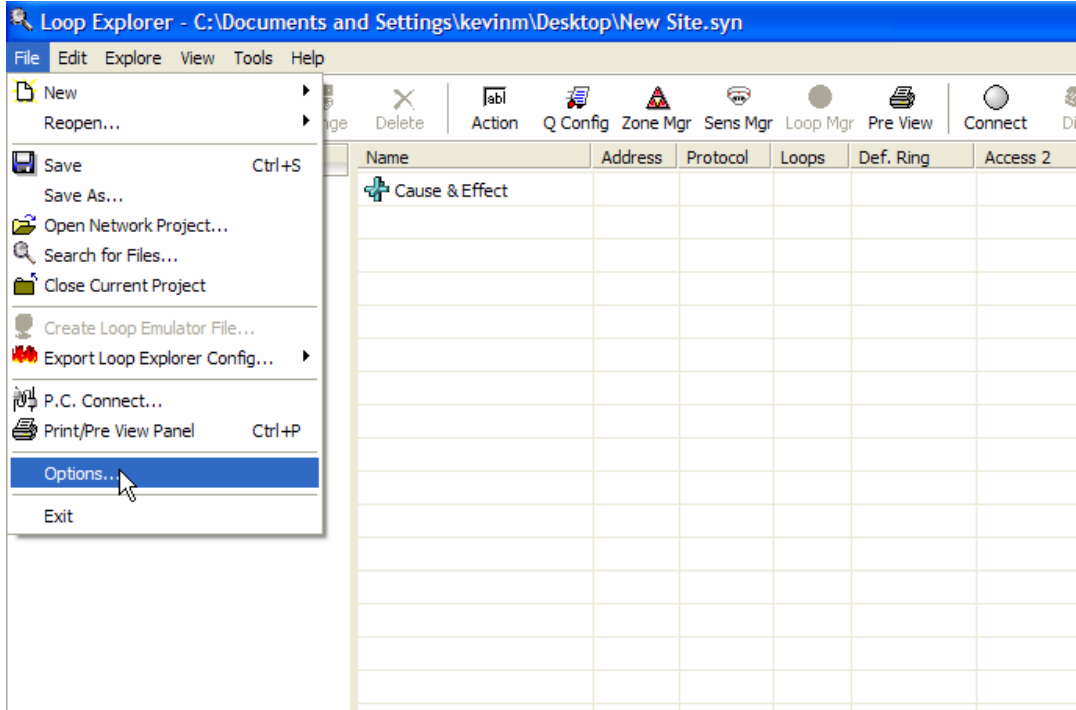 Loop Explorer - C:\Documents and Settings\kevinm\Desktop\New Site.syn
File Edit Explore View Tools Help
Delete Action Q Config Zone Mgr Sens Mgr Loop Mgr Pre View Connect
Name Address Protocol Loops Def. Ring Access 2
Cause & Effect
New
Reopen...
Save Ctrl+S
Save As...
Open Network Project...
Search for Files...
Close Current Project
Create Loop Emulator File...
Export Loop Explorer Config...
P.C. Connect...
Print/Pre View Panel Ctrl+P
Options...
Exit